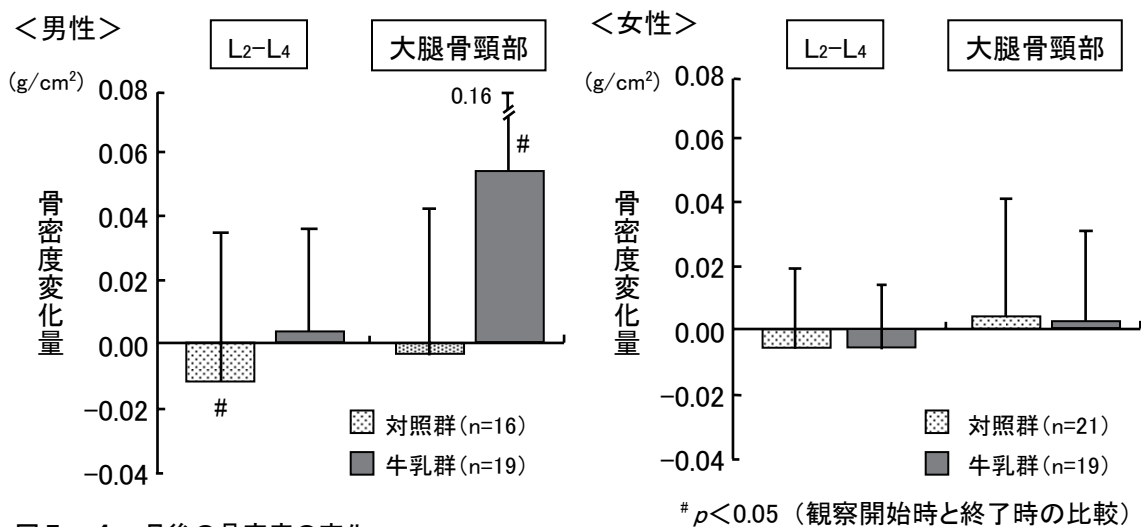 <男性>
L2-L4
大腿骨頸部
(g/cm2)
0.08
0.06
0.04
0.02
0.00
-0.02
-0.04
骨密度変化量
0.16
#
#
対照群(n=16)
牛乳群(n=19)
<女性>
L2-L4
大腿骨頸部
(g/cm2)
0.08
0.06
0.04
0.02
0.00
-0.02
-0.04
骨密度変化量
対照群(n=21)
牛乳群(n=19)
# p<0.05 (観察開始時と終了時の比較)